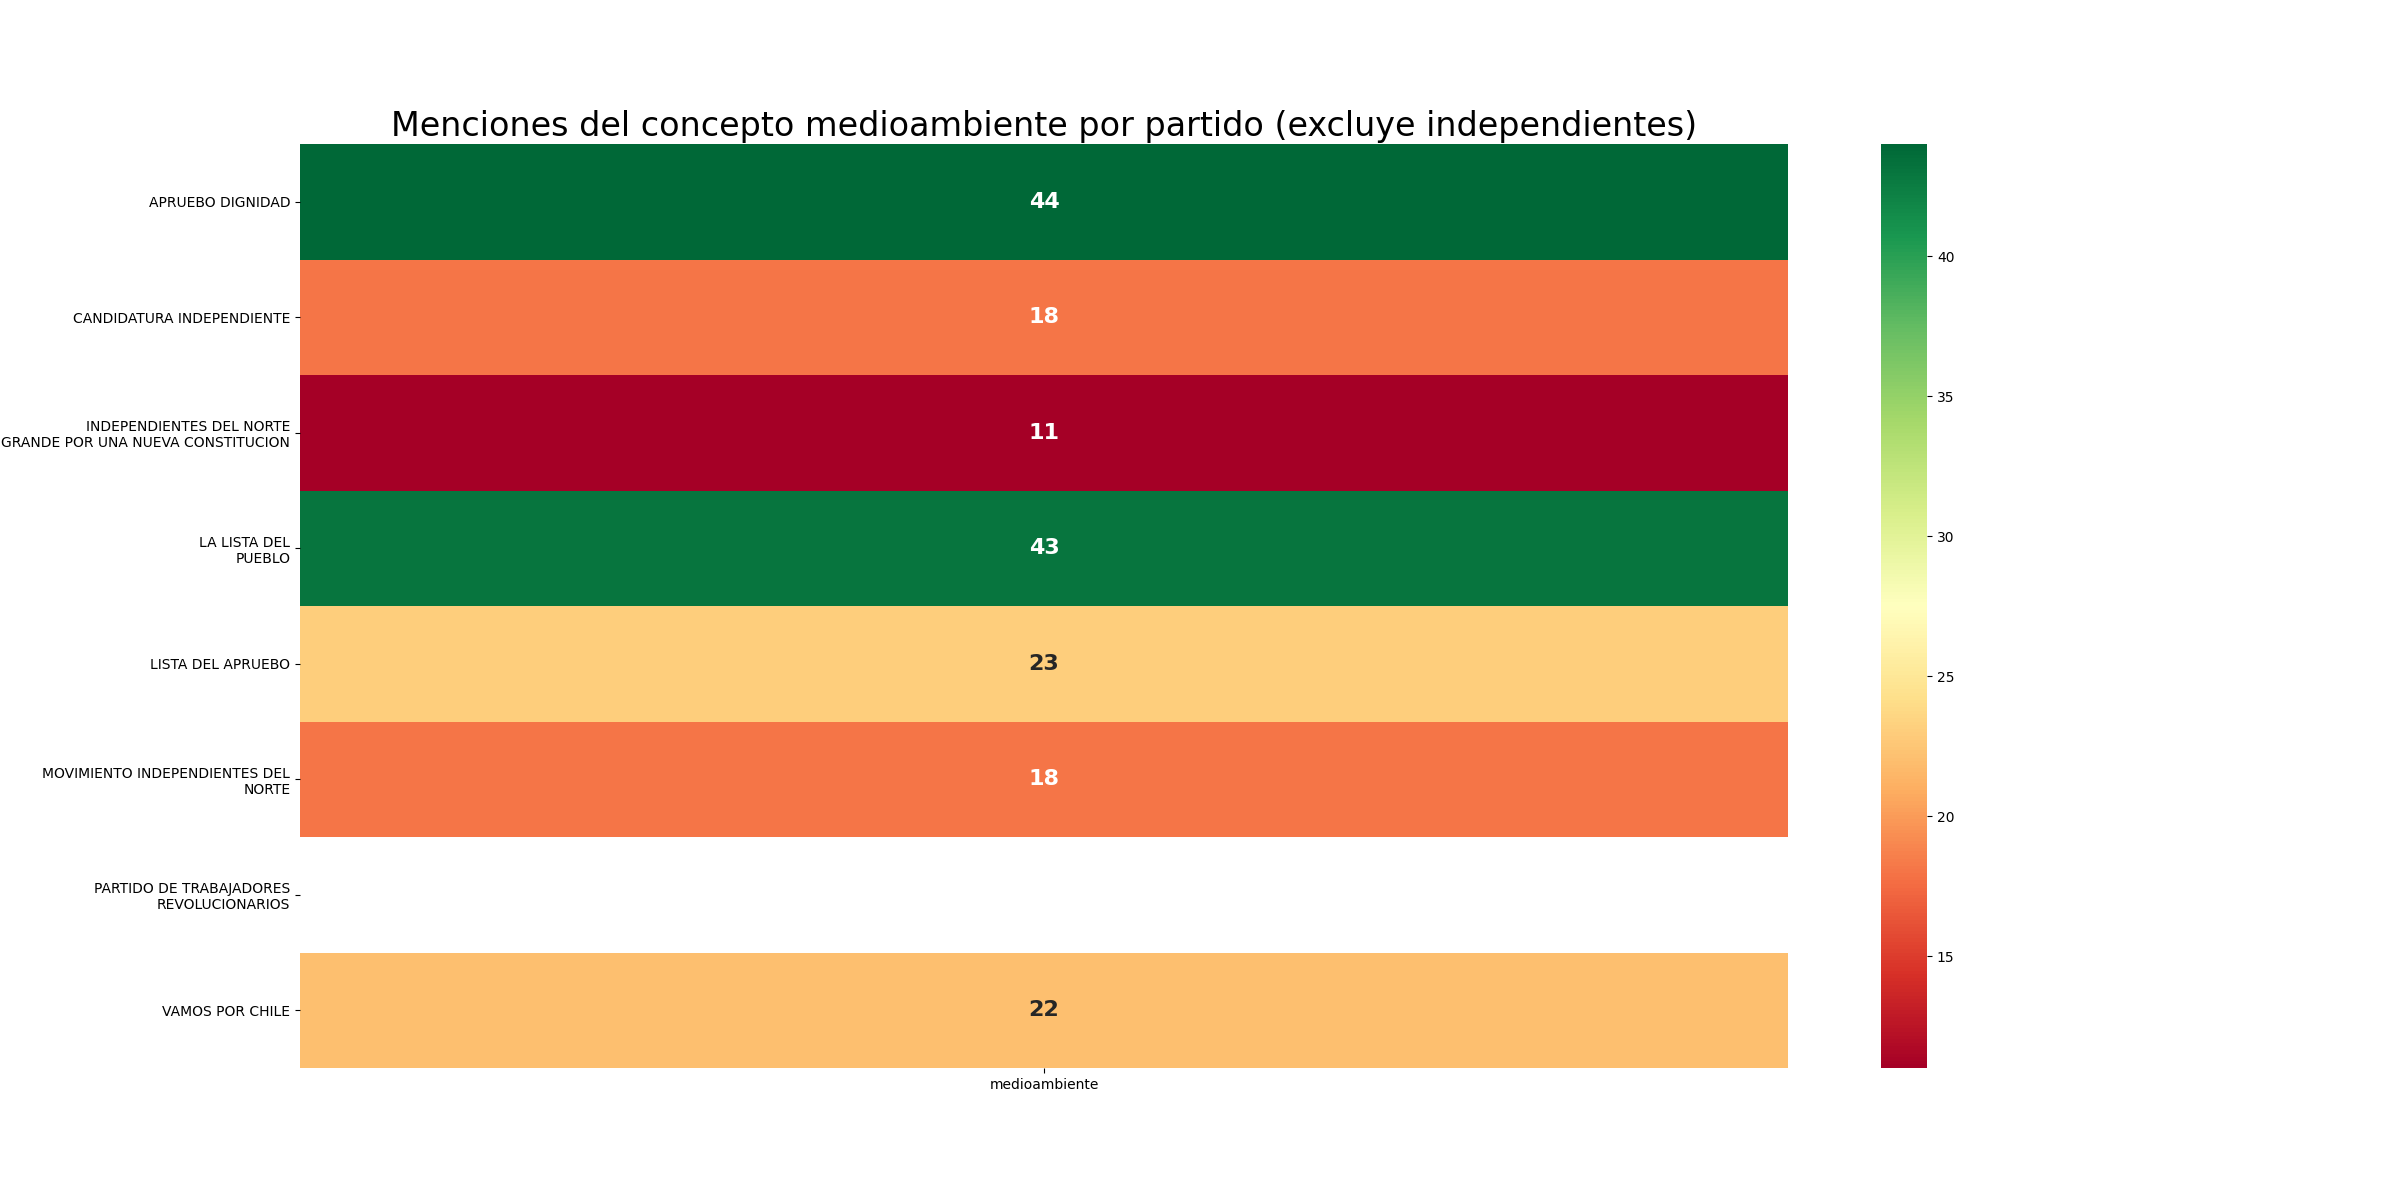 Menciones del concepto medioambiente por partido (excluye independientes)
APRUEBO DIGNIDAD
44
CANDIDATURA INDEPENDIENTE
18
INDEPENDIENTES DEL NORTE
GRANDE POR UNA NUEVA CONSTITUCION
11
LA LISTA DEL
PUEBLO
43
LISTA DEL APRUEBO
23
MOVIMIENTO INDEPENDIENTES DEL
NORTE
18
PARTIDO DE TRABAJADORES
REVOLUCIONARIOS
VAMOS POR CHILE
22
medioambiente
40
35
30
25
20
15